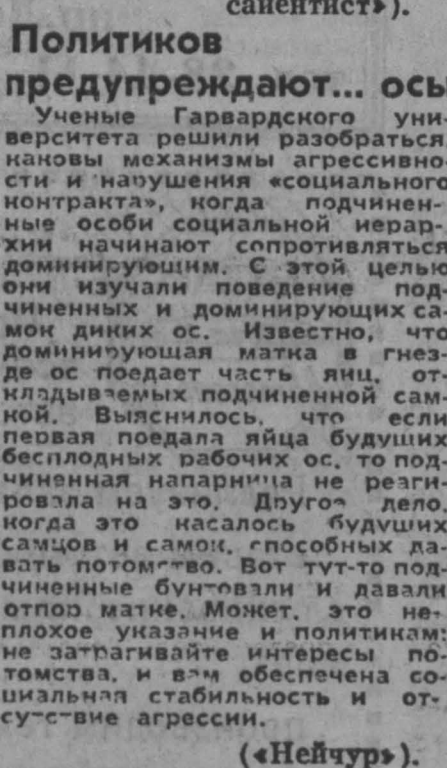 сайентист»).
Политиков
предупреждают... ось
Ученые Гарвардского уни-
верситета решили разобраться
каковы механизмы агрессивно-
сти и нарушения «социального
контракта», когда подчинен-
ные особи социальной иерар-
хии начинают сопротивляться
доминирующим. С этой целью
они изучали поведение под-
чиненных и доминирующих са-
мок диких ос. Известно, что
доминирующая матка в гнез-
де ос поедает часть яиц, от-
кладываемых подчиненной сам-
кой. Выяснилось, что если
первая поедала яйца будущих
бесплодных рабочих ос, то под-
чиненная напарница не реаги-
ровала на это. Другое дело,
когда это касалось будущих
самцов и самок, способных да-
вать потомство. Вот тут-то под-
чиненные бунтовали и давали
отпор матке. Может, это не-
плохое указание и политикам:
не затрагивайте интересы по-
томства, и вам обеспечена со-
циальная стабильность и от-
сутствие агрессии.
(«Нейчур»).